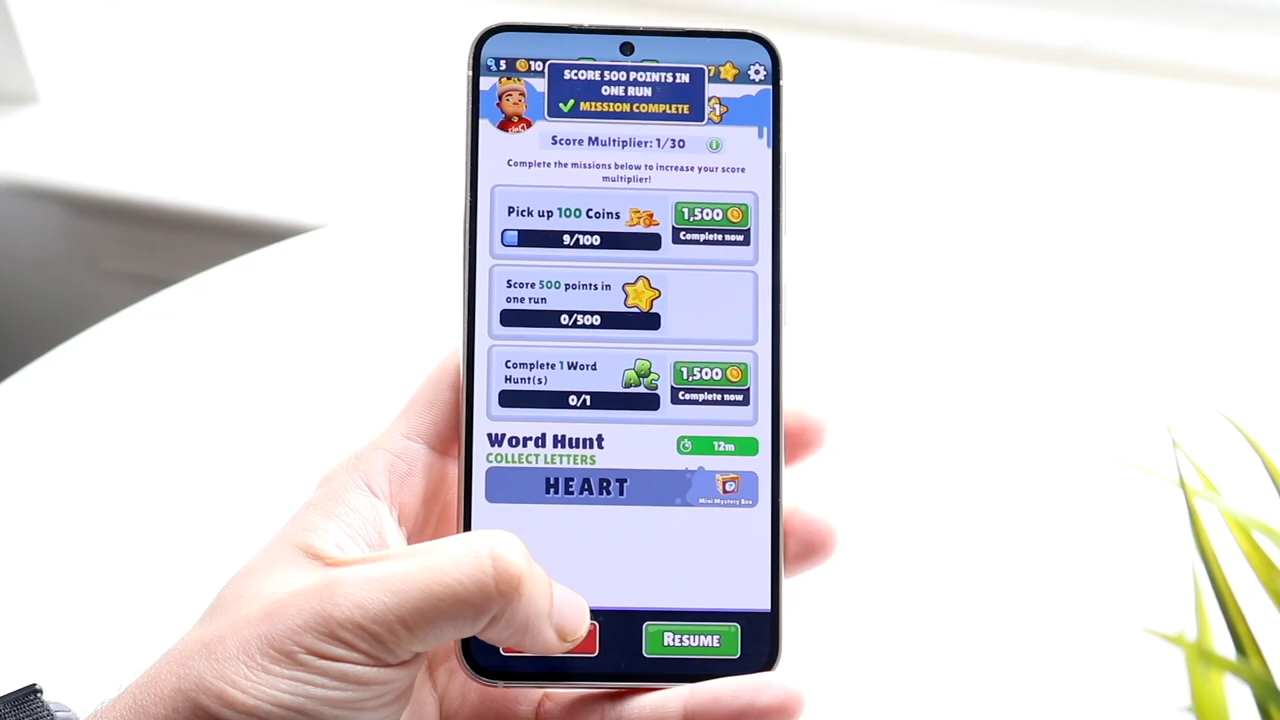 5 10
7
SCORE 500 POINTS IN
ONE RUN
MISSION COMPLETE
Score Multiplier: 1/30
Complete the missions below to increase your score
multiplier!
Pick up 100 Coins
1,500
9/100
Complete now
Score 500 points in
one run
0/500
Complete 1 Word
Hunt(s)
1,500
0/1
Complete now
Word Hunt
12m
COLLECT LETTERS
HEART
Mini Mystery Box
RESUME